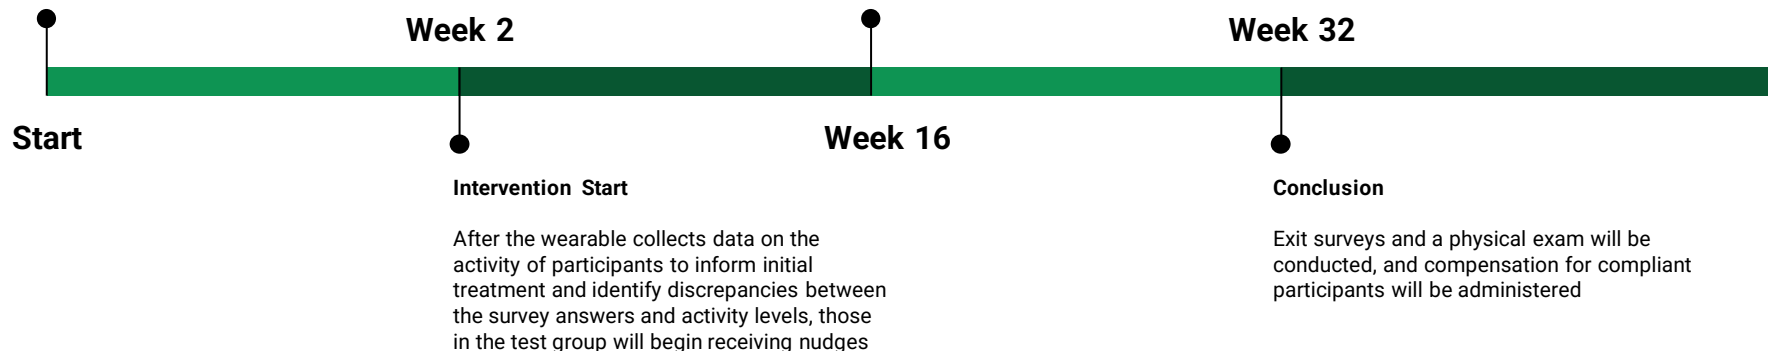 Week 2
Week 32
Start
Week 16
Intervention Start
After the wearable collects data on the
activity of participants to inform initial
treatment and identify discrepancies between
the survey answers and activity levels, those
in the test group will begin receiving nudges
Conclusion
Exit surveys and a physical exam will be
conducted, and compensation for compliant
participants will be administered